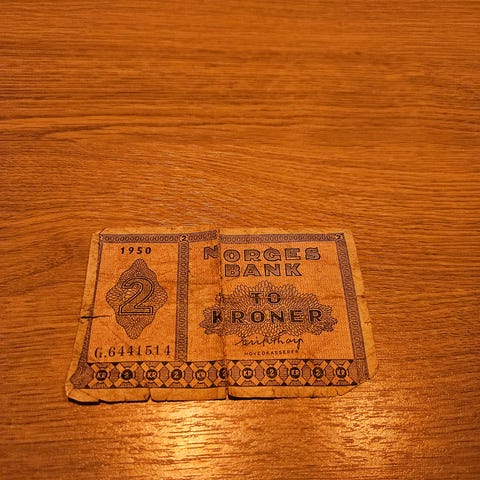 1950
NORGES
BANK
2
TO
KRONER
G.6441514
HOVEDKASSERER